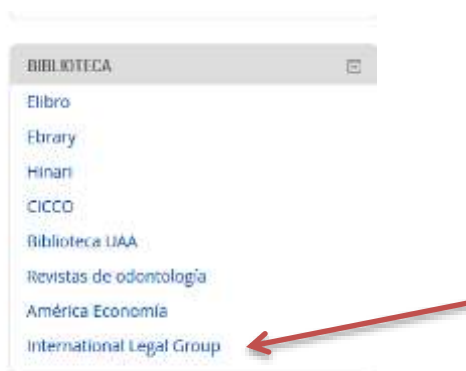 BIBLIOTECA
Elibro
Ebrary
Hinari
CICCO
Biblioteca UAA
Revistas de odontología
América Economía
International Legal Group